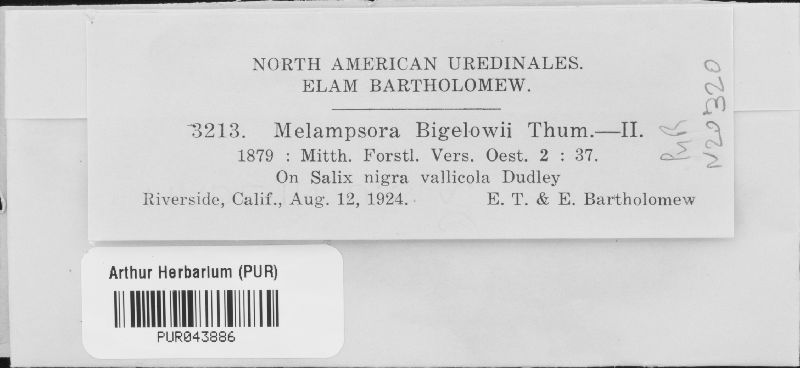 NORTH AMERICAN UREDINALES.
ELAM BARTHOLOMEW.
3213. Melampsora Bigelowii Thum.—II.
1879 : Mitth. Forstl. Vers. Oest. 2 : 37.
On Salix nigra vallicola Dudley
Riverside, Calif., Aug. 12, 1924. E. T. & E. Bartholomew
PUR
N20320
Arthur Herbarium (PUR)
PUR043886